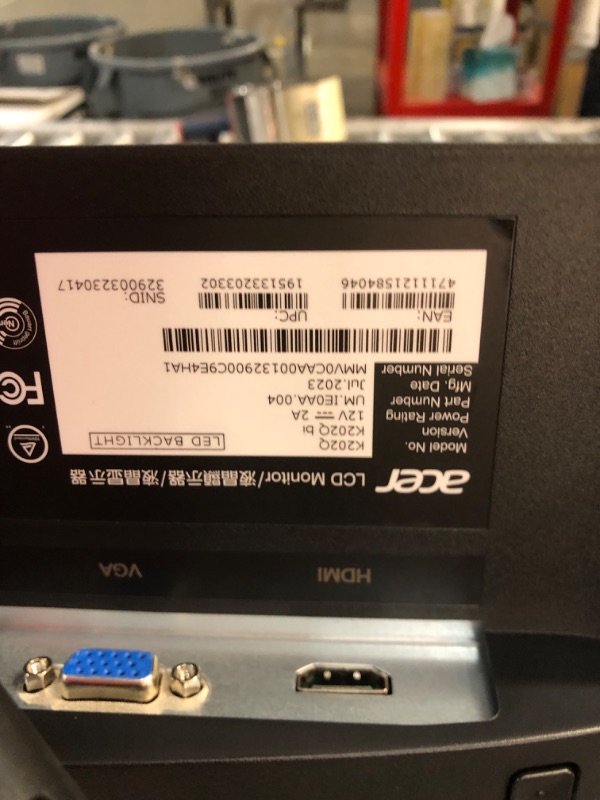 acer LCD Monitor/液晶顯示器/液晶显示器
Model No. K202Q
Version K202Q bi
LED BACKLIGHT
Power Rating 12V 2A
Part Number UM.IE0AA.004
Mfg. Date Jul.2023
Serial Number MMV0CAA00132900C9E4HA1
EAN: 4711121584046
UPC: 195133203302
SNID: 329003230417
FC
HDMI
VGA